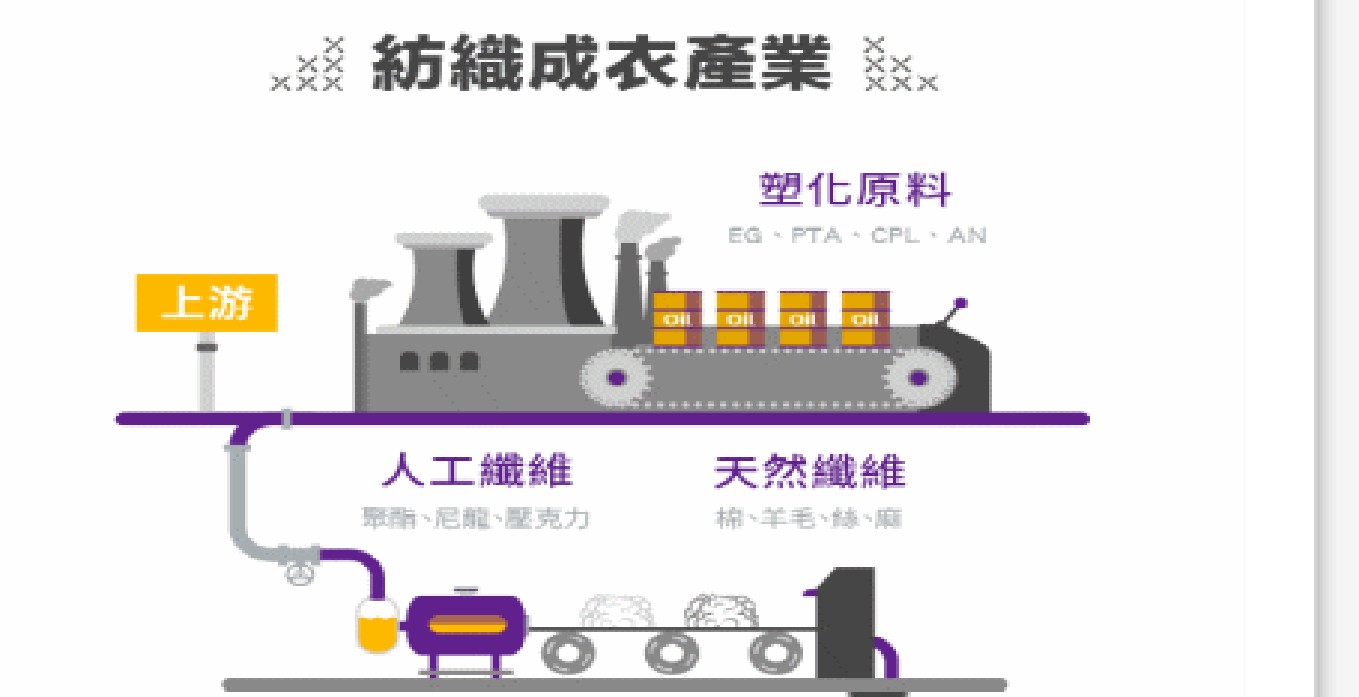 紡織成衣產業
塑化原料
EG、PTA、CPL、AN
上游
Oil Oil Oil Oil
人工纖維
聚酯、尼龍、壓克力
天然纖維
棉、羊毛、絲、麻